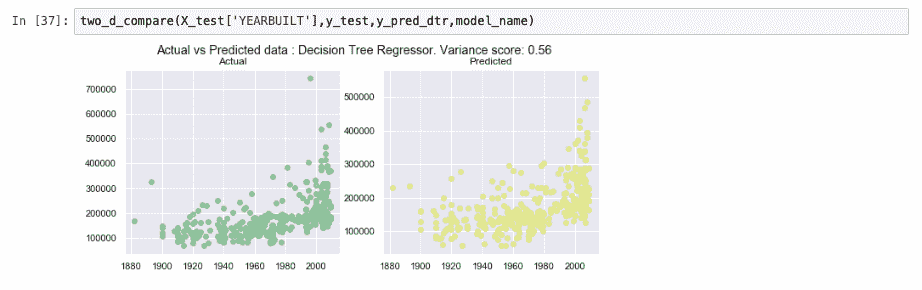 In [37]: two_d_compare(X_test['YEARBUILT'],y_test,y_pred_dtr,model_name)
Actual vs Predicted data : Decision Tree Regressor. Variance score: 0.56
Actual
700000
600000
500000
400000
300000
200000
100000
1880 1900 1920 1940 1960 1980 2000
Predicted
500000
400000
300000
200000
100000
1880 1900 1920 1940 1960 1980 2000